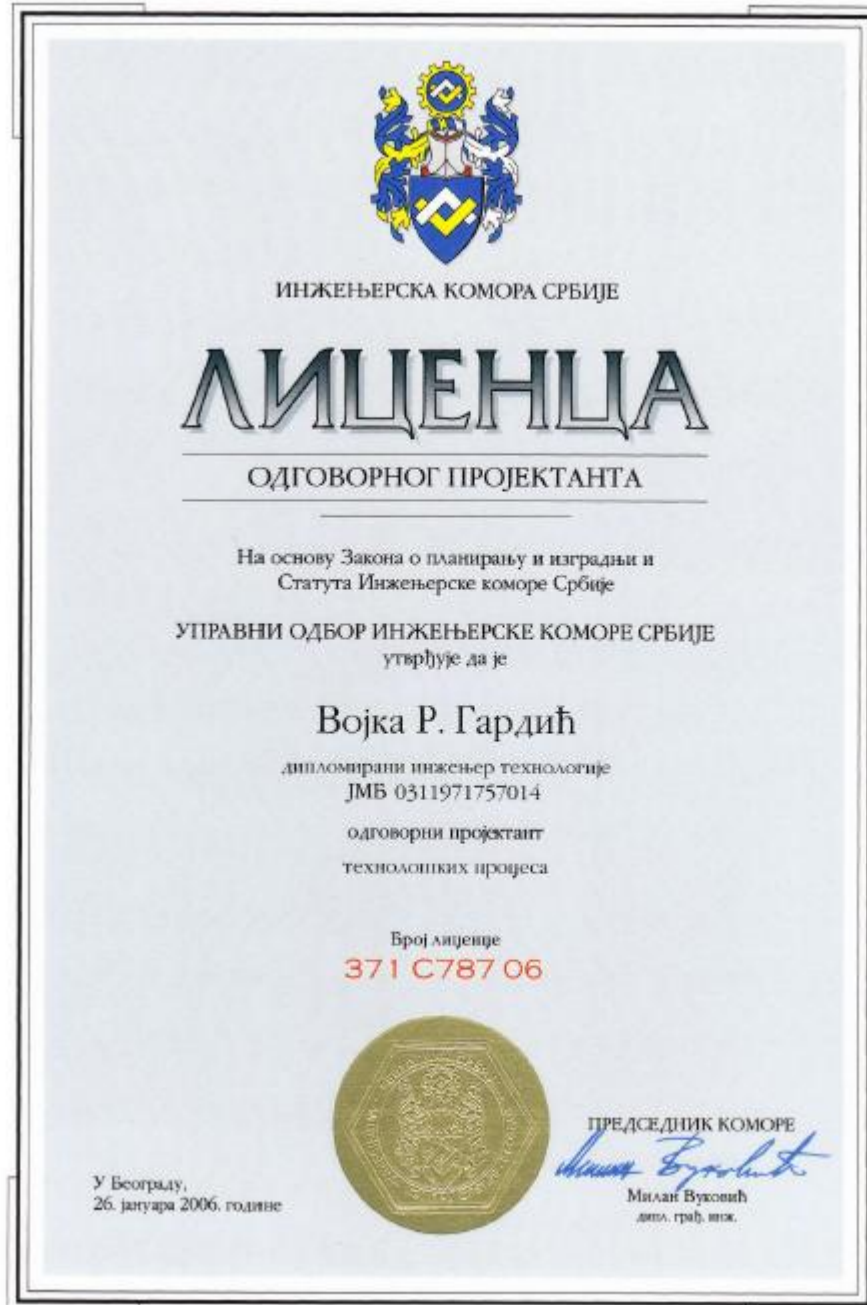 ИНЖЕЊЕРСКА КОМОРА СРБИЈЕ
ЛИЦЕНЦА
ОДГОВОРНОГ ПРОЈЕКТАНТА
На основу Закона о планирању и изградњи и
Статута Инжењерске коморе Србије
УПРАВНИ ОДБОР ИНЖЕЊЕРСКЕ КОМОРЕ СРБИЈЕ
утврђује да је
Војка Р. Гардић
дипломирани инжењер технологије
ЈМБ 0311971757014
одговорни пројектант
технолошких процеса
Број лиценце
371 C787 06
ПРЕДСЕДНИК КОМОРЕ
Милан Вуковић
дипл. грађ. инж.
У Београду,
26. јануара 2006. године